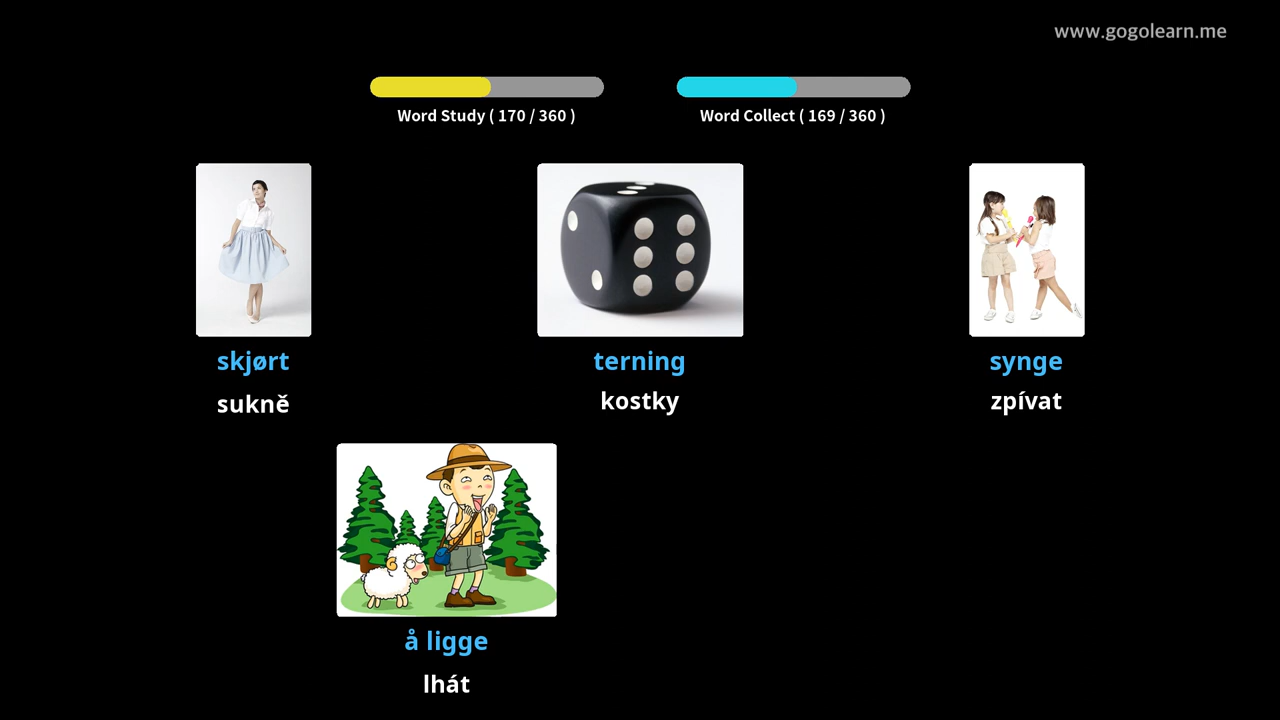 www.gogolearn.me
Word Study ( 170 / 360 )
Word Collect ( 169 / 360 )
skjørt
terning
synge
sukně
kostky
zpívat
å ligge
lhát